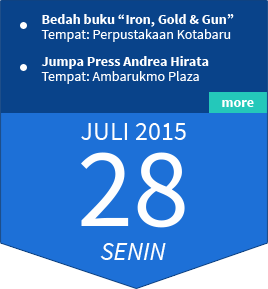 Bedah buku “Iron, Gold & Gun”
Tempat: Perpustakaan Kotabaru
Jumpa Press Andrea Hirata
Tempat: Ambarukmo Plaza
more
JULI 2015
28
SENIN